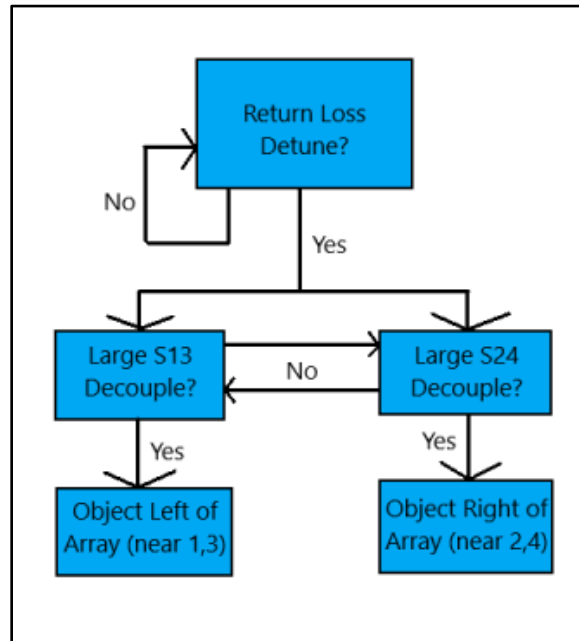 Return Loss
Detune?
No
Yes
Large S13
Decouple?
No
Large S24
Decouple?
Yes
Yes
Object Left of
Array (near 1,3)
Object Right of
Array (near 2,4)